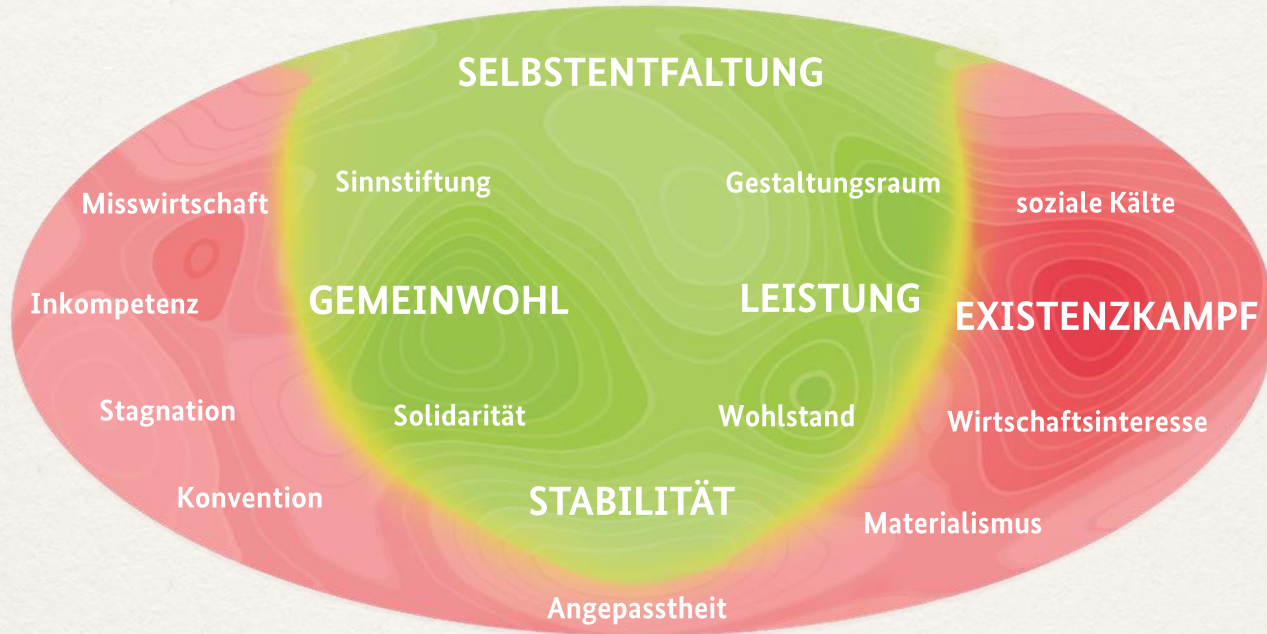 SELBSTENTFALTUNG
Sinnstiftung
Gestaltungsraum
Misswirtschaft
soziale Kälte
Inkompetenz
GEMEINWOHL
LEISTUNG
EXISTENZKAMPF
Stagnation
Solidarität
Wohlstand
Wirtschaftsinteresse
Konvention
STABILITÄT
Materialismus
Angepasstheit